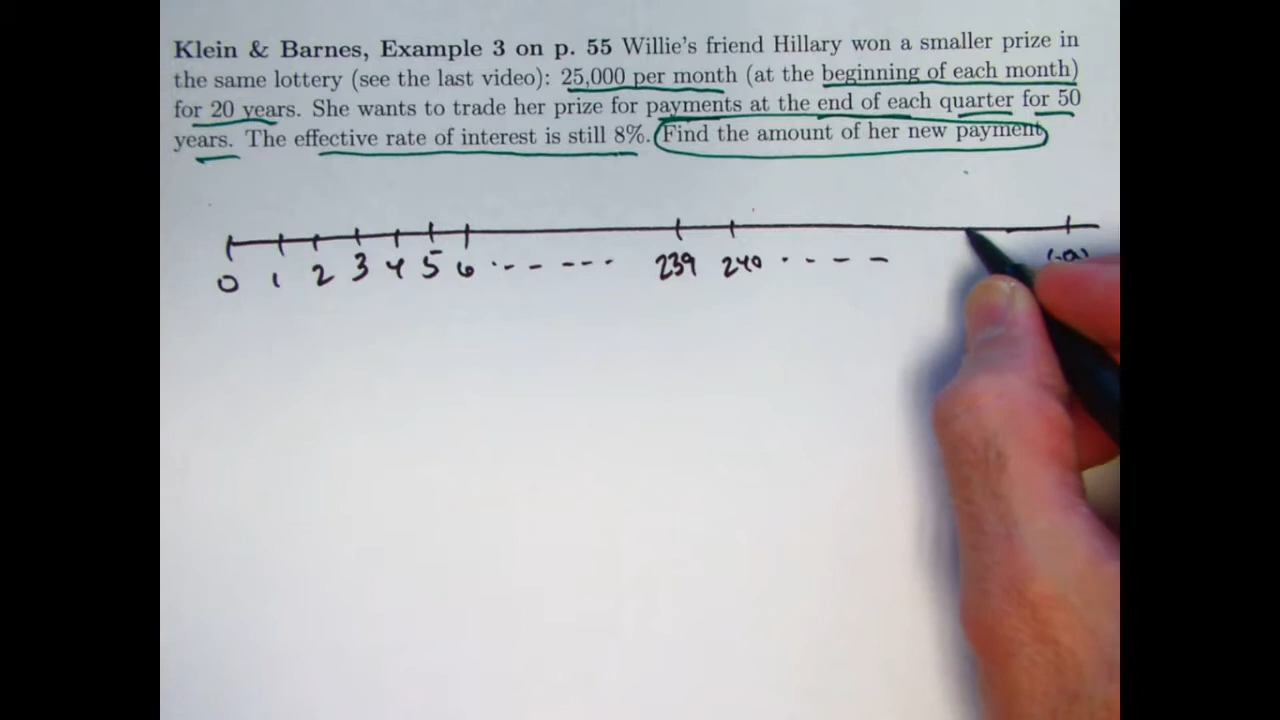 Klein & Barnes, Example 3 on p. 55 Willie's friend Hillary won a smaller prize in
the same lottery (see the last video): 25,000 per month (at the beginning of each month)
for 20 years. She wants to trade her prize for payments at the end of each quarter for 50
years. The effective rate of interest is still 8%. Find the amount of her new payment
0 1 2 3 4 5 6 ..-- ---.. 239 240 ..----